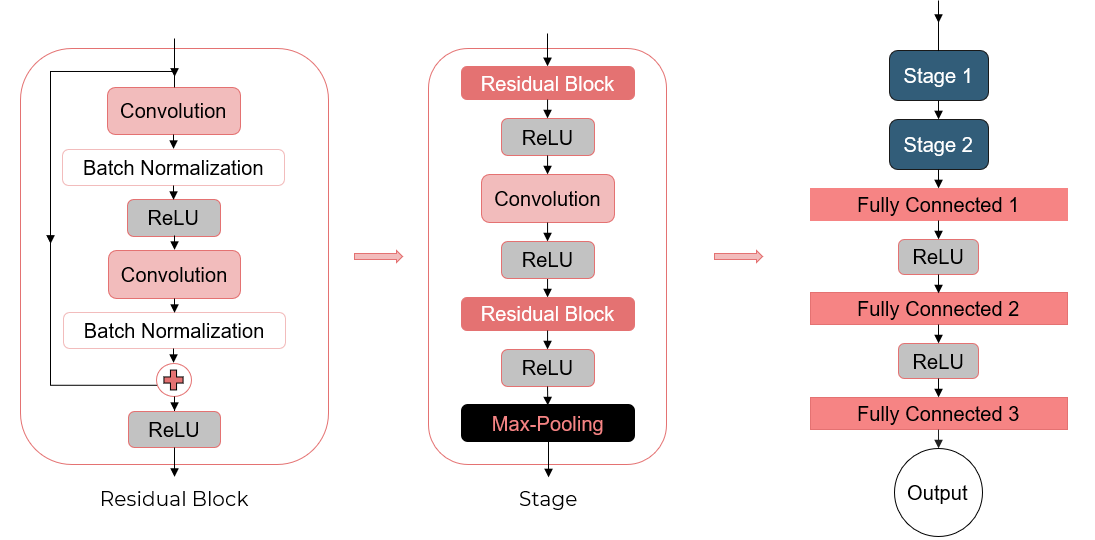 Convolution
Batch Normalization
ReLU
Convolution
Batch Normalization
ReLU
Residual Block
Residual Block
ReLU
Convolution
ReLU
Residual Block
ReLU
Max-Pooling
Stage
Stage 1
Stage 2
Fully Connected 1
ReLU
Fully Connected 2
ReLU
Fully Connected 3
Output